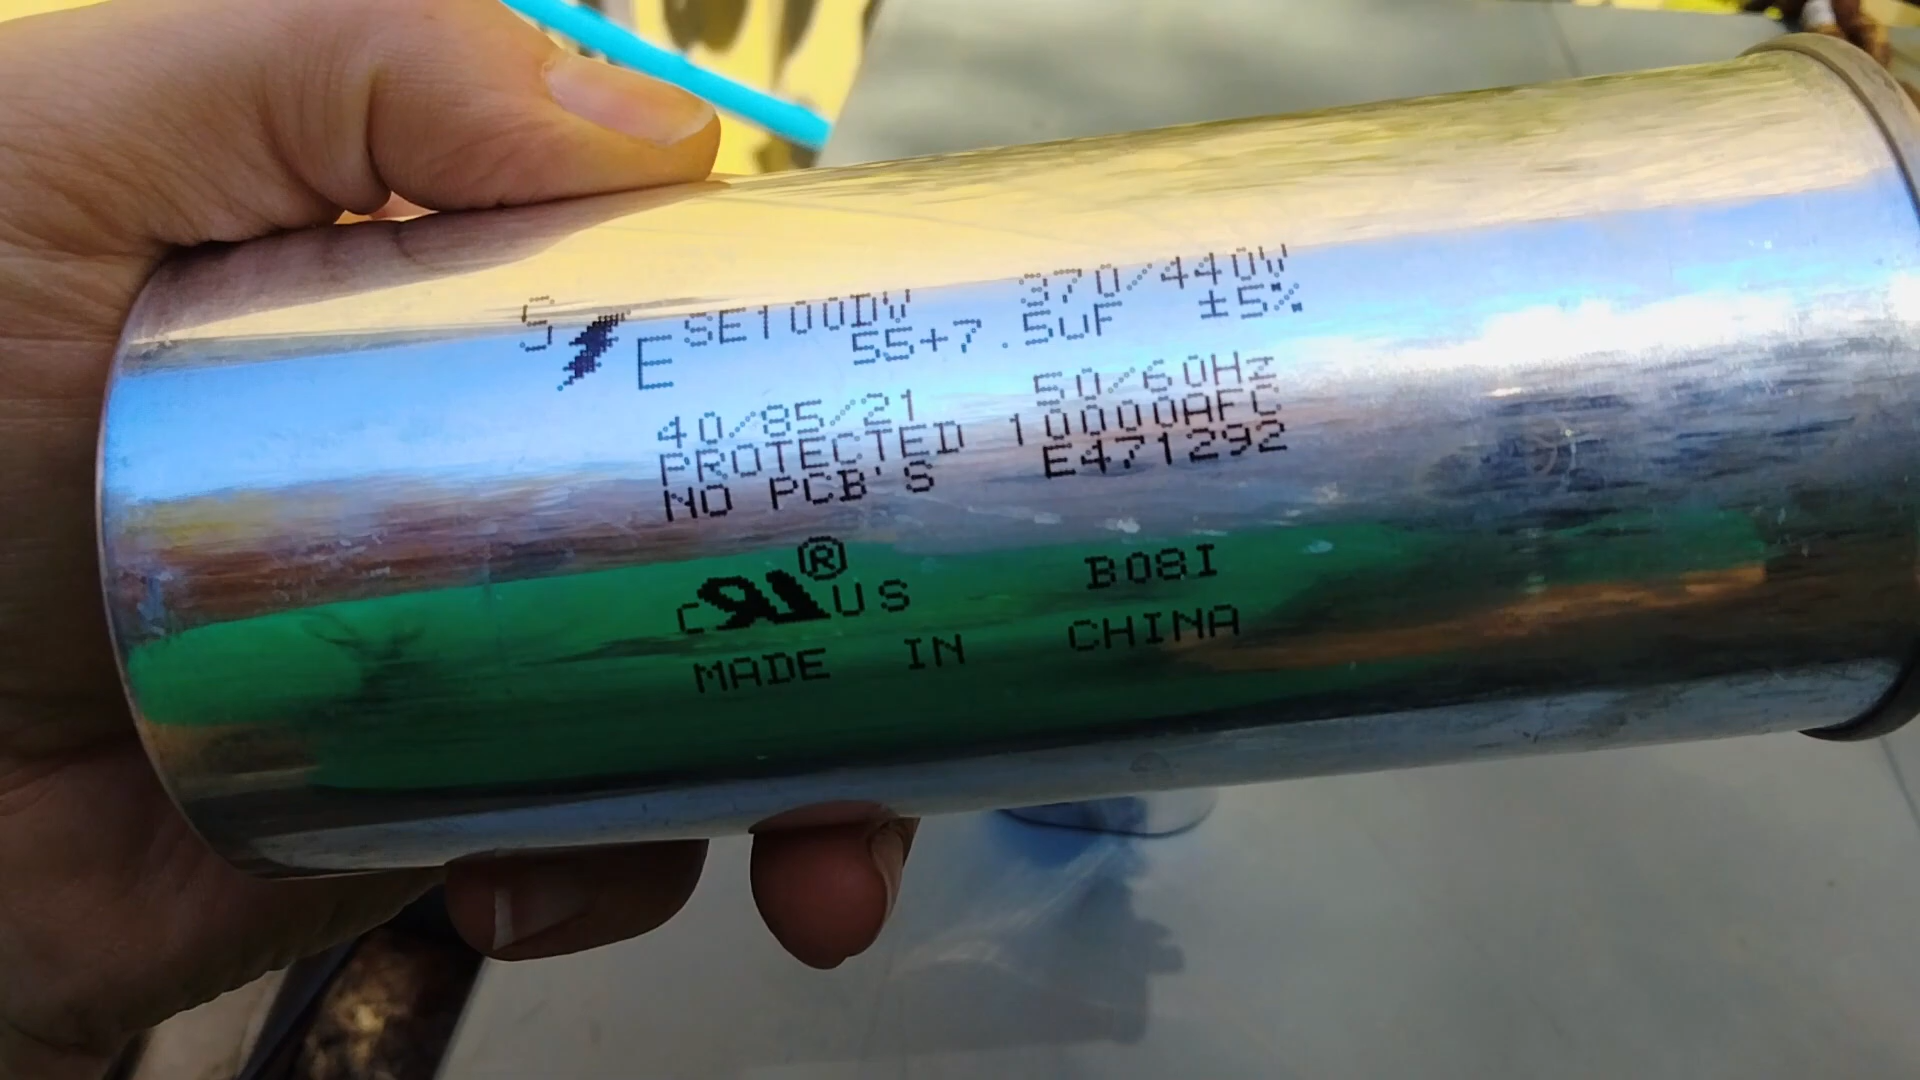 S E SE100DV 370/440V
55+7.5uF ±5%
40/85/21 50/60Hz
PROTECTED 10000AFC
NO PCB'S E471292
c UR® US B08I
MADE IN CHINA